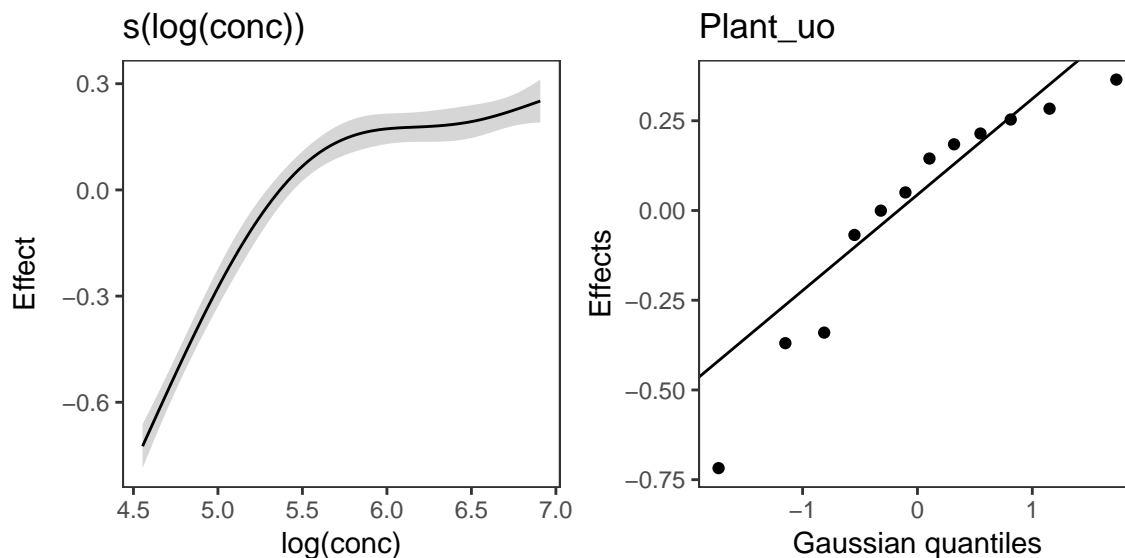 s(log(conc))
Effect
0.3
0.0
−0.3
−0.6
4.5 5.0 5.5 6.0 6.5 7.0
log(conc)
Plant_uo
Effects
0.25
0.00
−0.25
−0.50
−0.75
−1 0 1
Gaussian quantiles